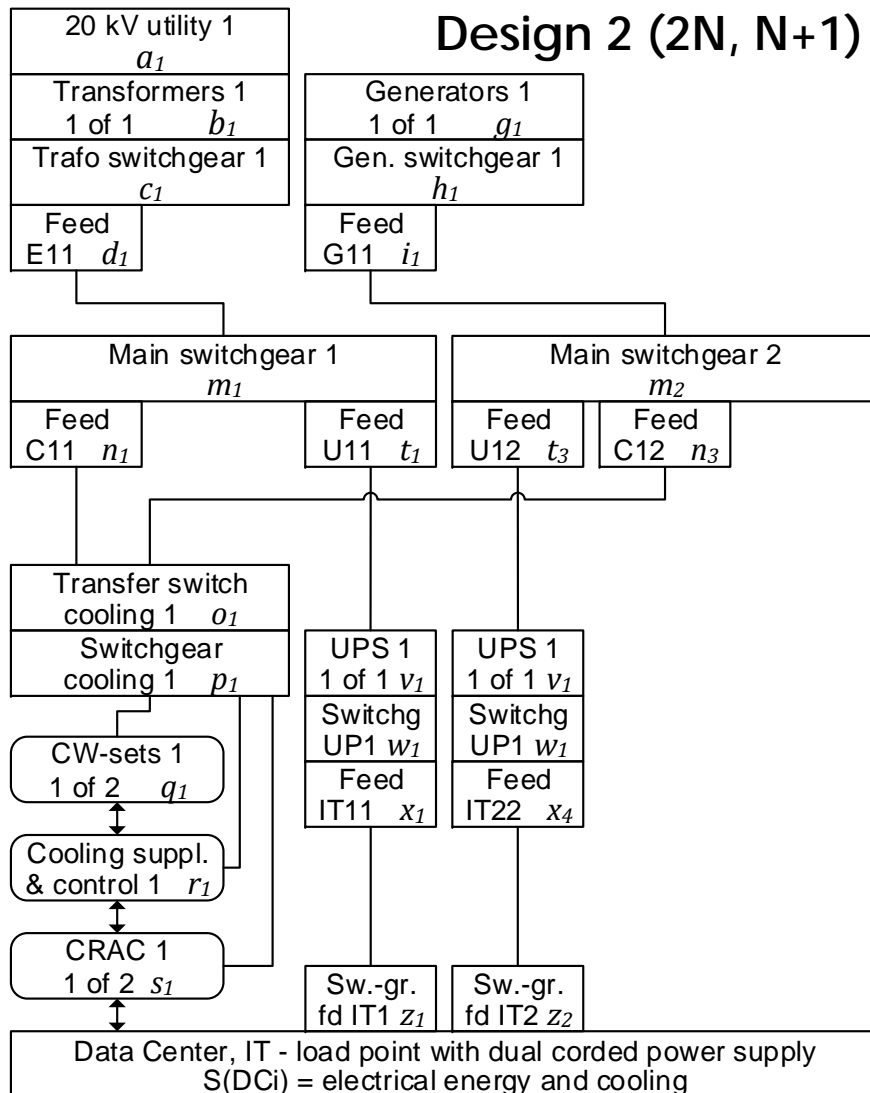 Design 2 (2N, N+1)
20 kV utility 1
a1
Transformers 1
1 of 1 b1
Trafo switchgear 1
c1
Feed
E11 d1
Generators 1
1 of 1 g1
Gen. switchgear 1
h1
Feed
G11 i1
Main switchgear 1
m1
Feed
C11 n1
Feed
U11 t1
Main switchgear 2
m2
Feed
U12 t3
Feed
C12 n3
Transfer switch
cooling 1 o1
Switchgear
cooling 1 p1
CW-sets 1
1 of 2 q1
Cooling suppl.
& control 1 r1
CRAC 1
1 of 2 s1
UPS 1
1 of 1 v1
Switchg
UP1 w1
Feed
IT11 x1
Sw.-gr.
fd IT1 z1
UPS 1
1 of 1 v1
Switchg
UP1 w1
Feed
IT22 x4
Sw.-gr.
fd IT2 z2
Data Center, IT - load point with dual corded power supply
S(DCi) = electrical energy and cooling